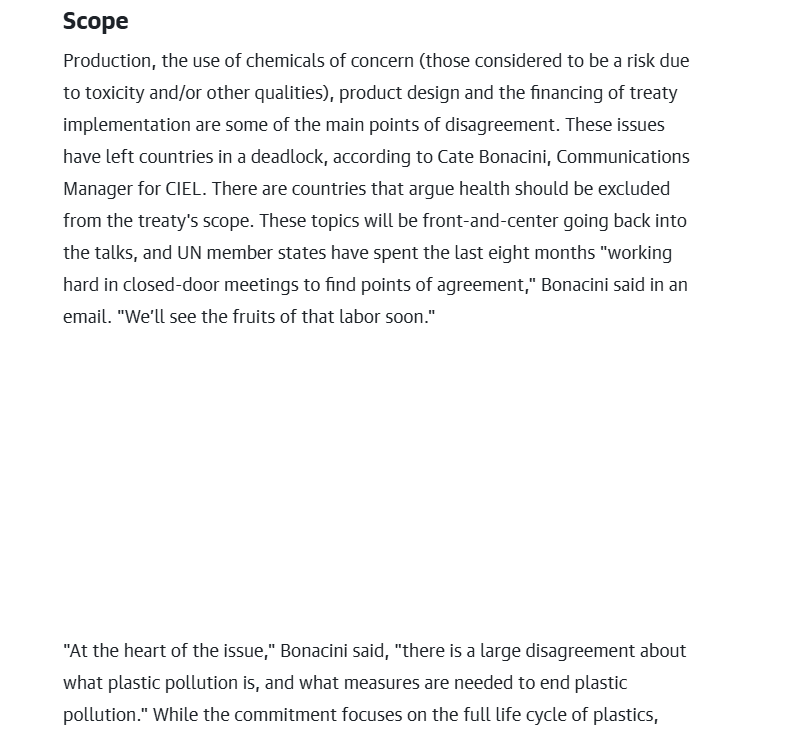 Scope
Production, the use of chemicals of concern (those considered to be a risk due
to toxicity and/or other qualities), product design and the financing of treaty
implementation are some of the main points of disagreement. These issues
have left countries in a deadlock, according to Cate Bonacini, Communications
Manager for CIEL. There are countries that argue health should be excluded
from the treaty's scope. These topics will be front-and-center going back into
the talks, and UN member states have spent the last eight months "working
hard in closed-door meetings to find points of agreement," Bonacini said in an
email. "We’ll see the fruits of that labor soon."
"At the heart of the issue," Bonacini said, "there is a large disagreement about
what plastic pollution is, and what measures are needed to end plastic
pollution." While the commitment focuses on the full life cycle of plastics,